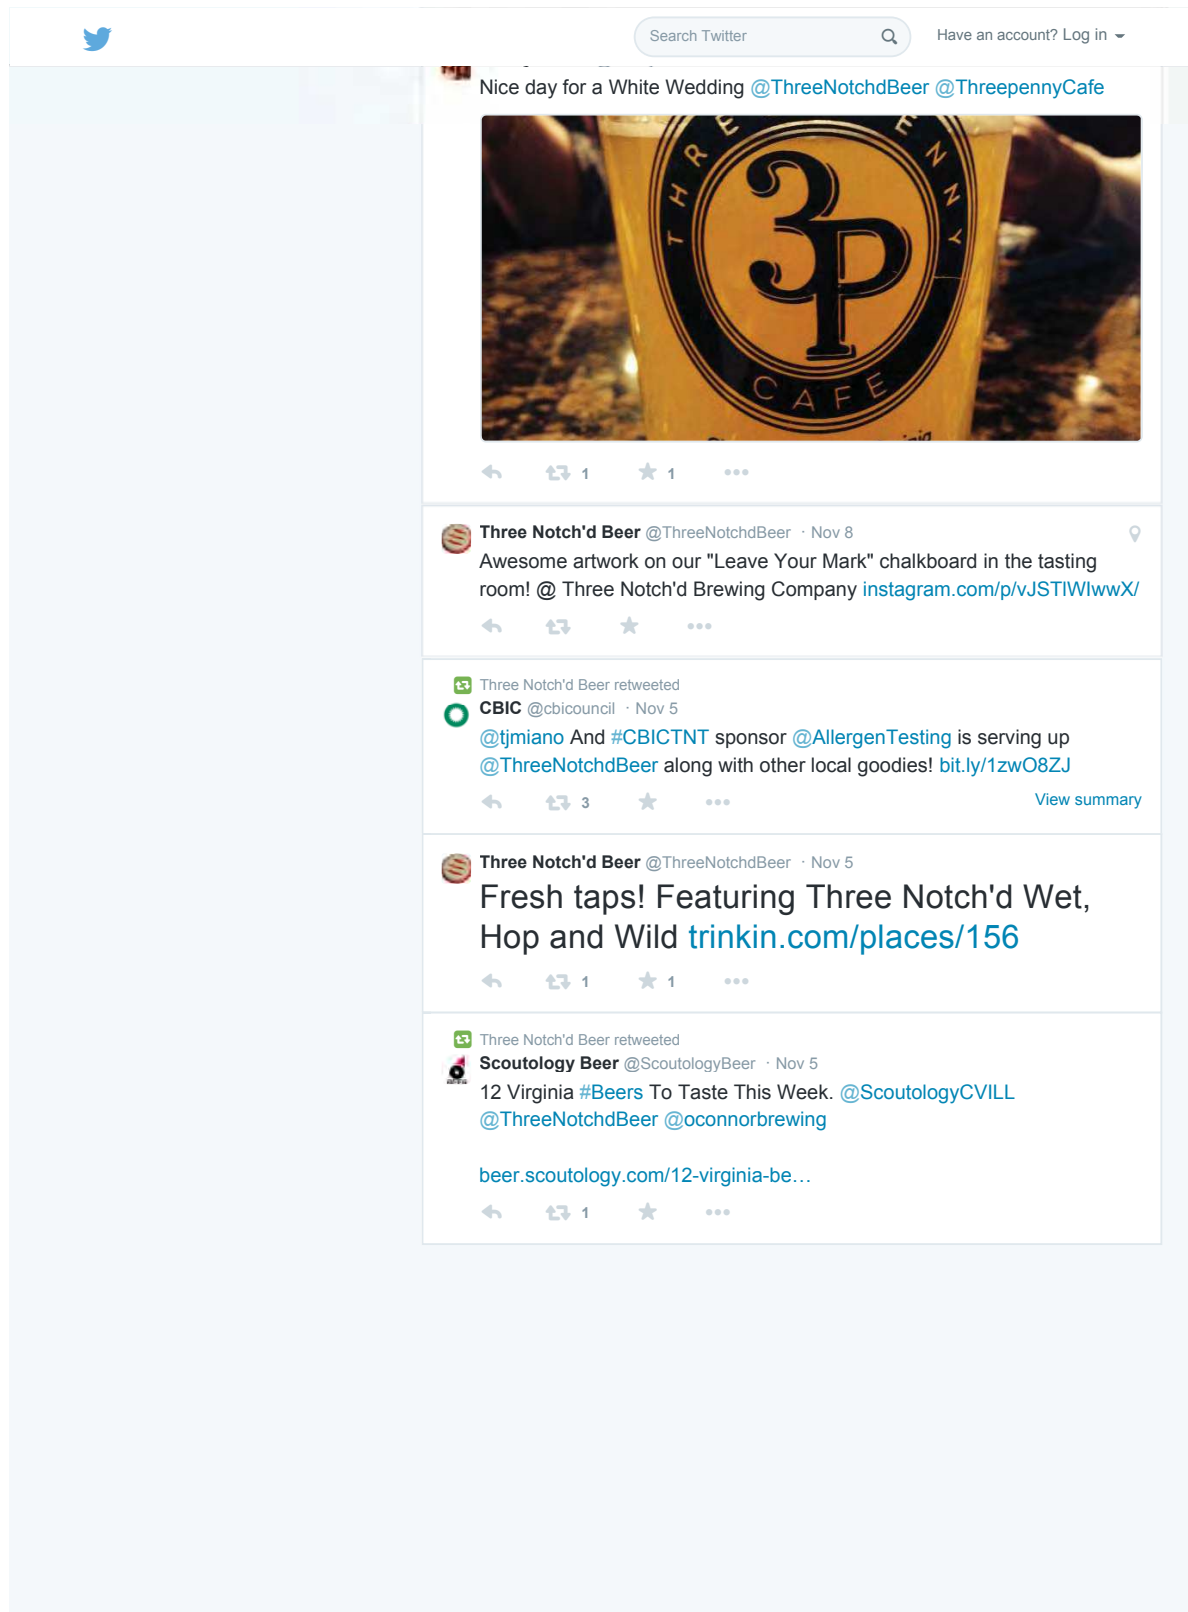 Search Twitter
Have an account? Log in
Nice day for a White Wedding @ThreeNotchdBeer @ThreepennyCafe
THREEPENNY
3P
CAFE
1 1
Three Notch'd Beer @ThreeNotchdBeer · Nov 8
Awesome artwork on our "Leave Your Mark" chalkboard in the tasting
room! @ Three Notch'd Brewing Company instagram.com/p/vJSTlWIwwX/
Three Notch'd Beer retweeted
CBIC @cbicouncil · Nov 5
@tjmiano And #CBICTNT sponsor @AllergenTesting is serving up
@ThreeNotchdBeer along with other local goodies! bit.ly/1zwO8ZJ
3
View summary
Three Notch'd Beer @ThreeNotchdBeer · Nov 5
Fresh taps! Featuring Three Notch'd Wet,
Hop and Wild trinkin.com/places/156
1 1
Three Notch'd Beer retweeted
Scoutology Beer @ScoutologyBeer · Nov 5
12 Virginia #Beers To Taste This Week. @ScoutologyCVILL
@ThreeNotchdBeer @oconnorbrewing
beer.scoutology.com/12-virginia-be…
1